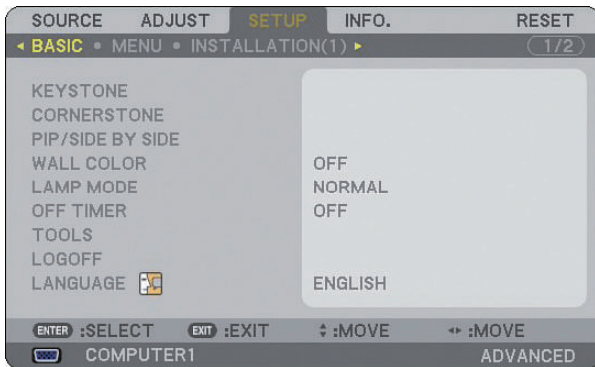 SOURCE ADJUST SETUP INFO. RESET
BASIC • MENU • INSTALLATION(1) 1/2
KEYSTONE
CORNERSTONE
PIP/SIDE BY SIDE
WALL COLOR OFF
LAMP MODE NORMAL
OFF TIMER OFF
TOOLS
LOGOFF
LANGUAGE ENGLISH
ENTER :SELECT EXIT :EXIT :MOVE :MOVE
COMPUTER1 ADVANCED